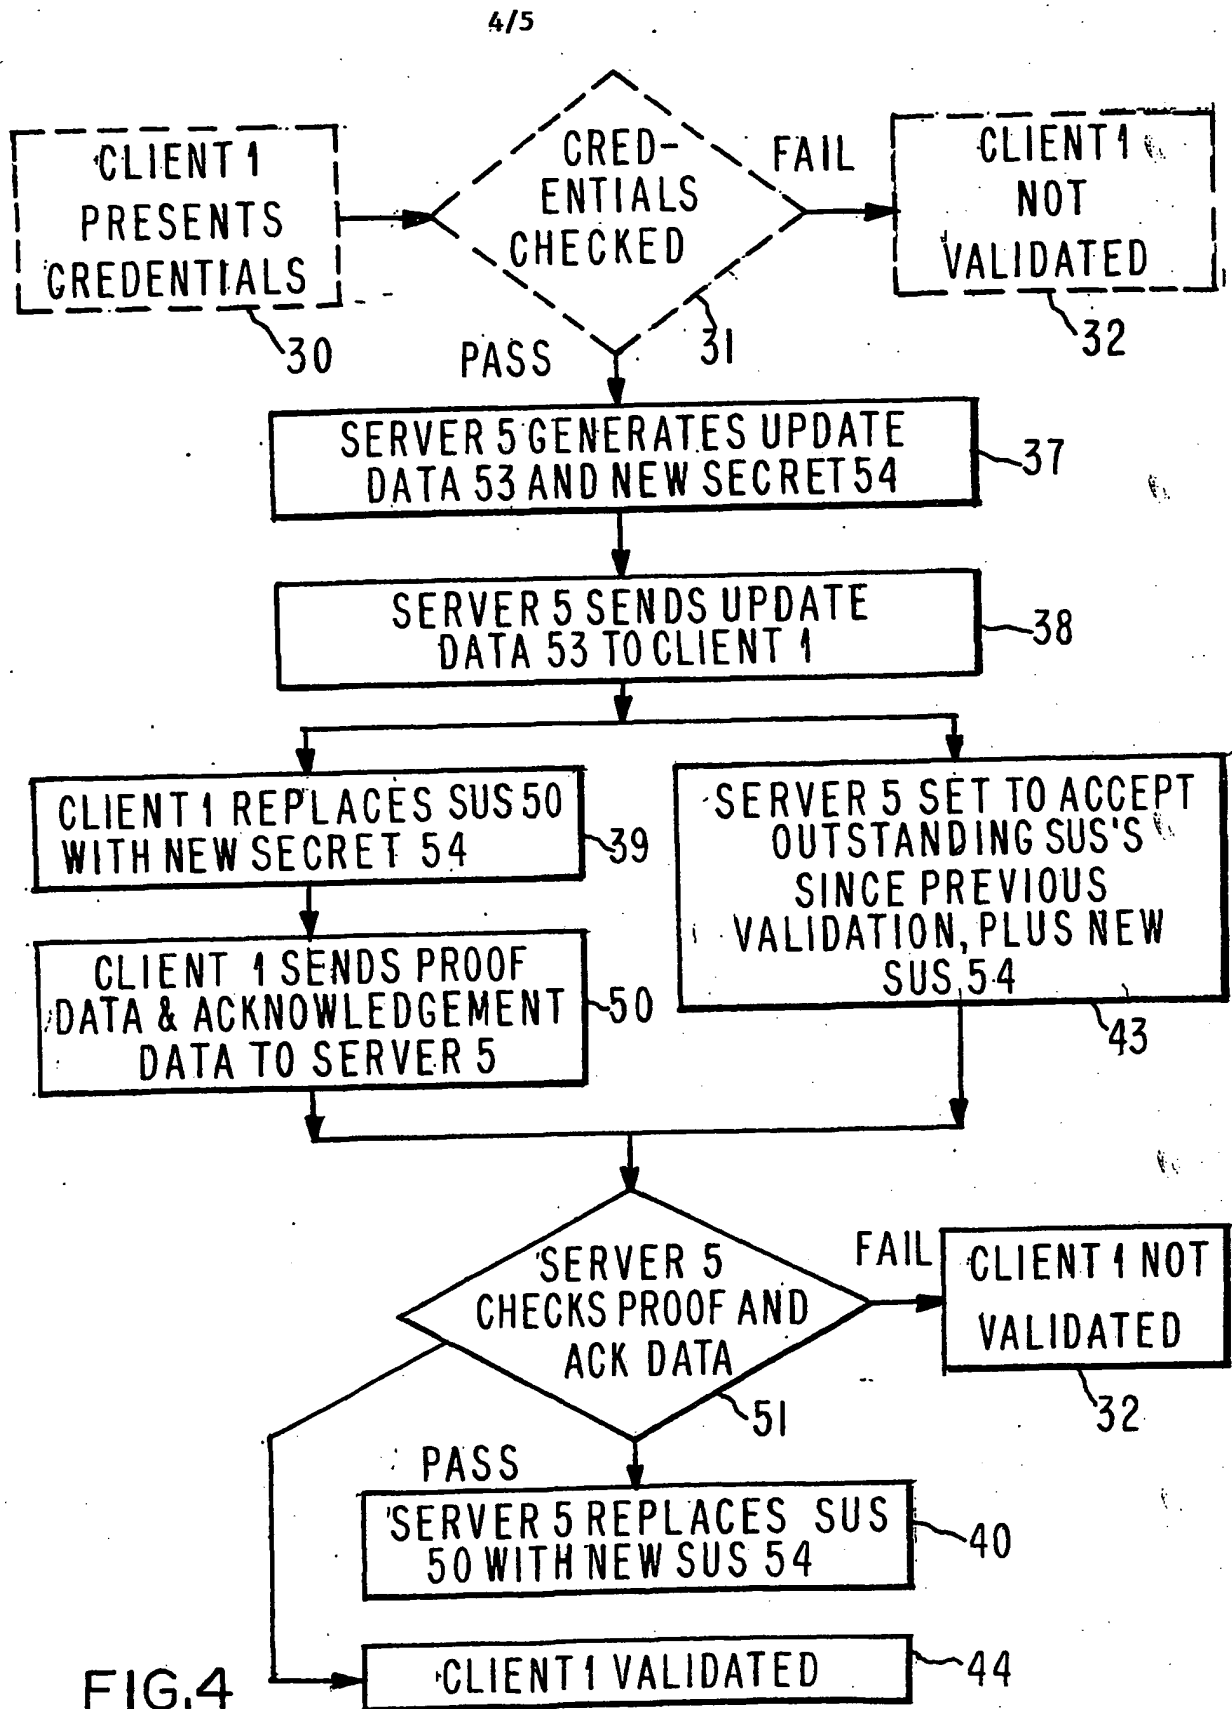 4/5
CLIENT 1
PRESENTS
CREDENTIALS
30
CRED-
ENTIALS
CHECKED
31
FAIL
CLIENT 1
NOT
VALIDATED
32
PASS
SERVER 5 GENERATES UPDATE
DATA 53 AND NEW SECRET 54
37
SERVER 5 SENDS UPDATE
DATA 53 TO CLIENT 1
38
CLIENT 1 REPLACES SUS 50
WITH NEW SECRET 54
39
SERVER 5 SET TO ACCEPT
OUTSTANDING SUS'S
SINCE PREVIOUS
VALIDATION, PLUS NEW
SUS 54
43
CLIENT 1 SENDS PROOF
DATA & ACKNOWLEDGEMENT
DATA TO SERVER 5
50
SERVER 5
CHECKS PROOF AND
ACK DATA
51
FAIL
CLIENT 1 NOT
VALIDATED
32
PASS
SERVER 5 REPLACES SUS
50 WITH NEW SUS 54
40
CLIENT 1 VALIDATED
44
FIG.4